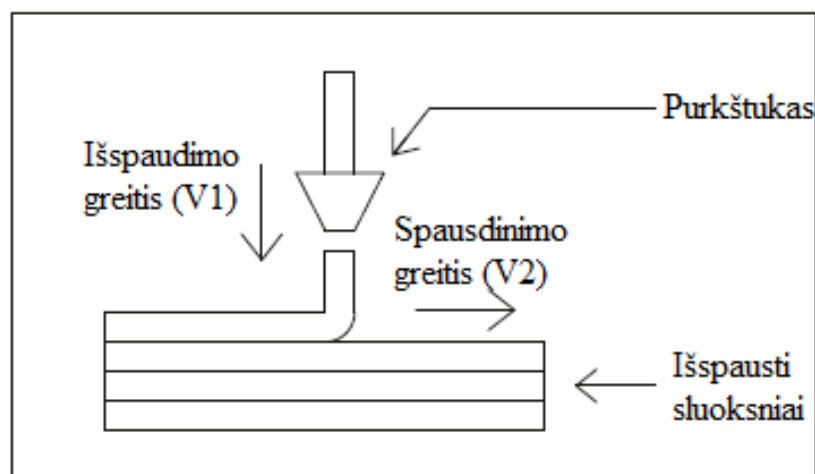 Purkštukas
Išspaudimo
greitis (V1)
Spausdinimo
greitis (V2)
Išspausti
sluoksniai